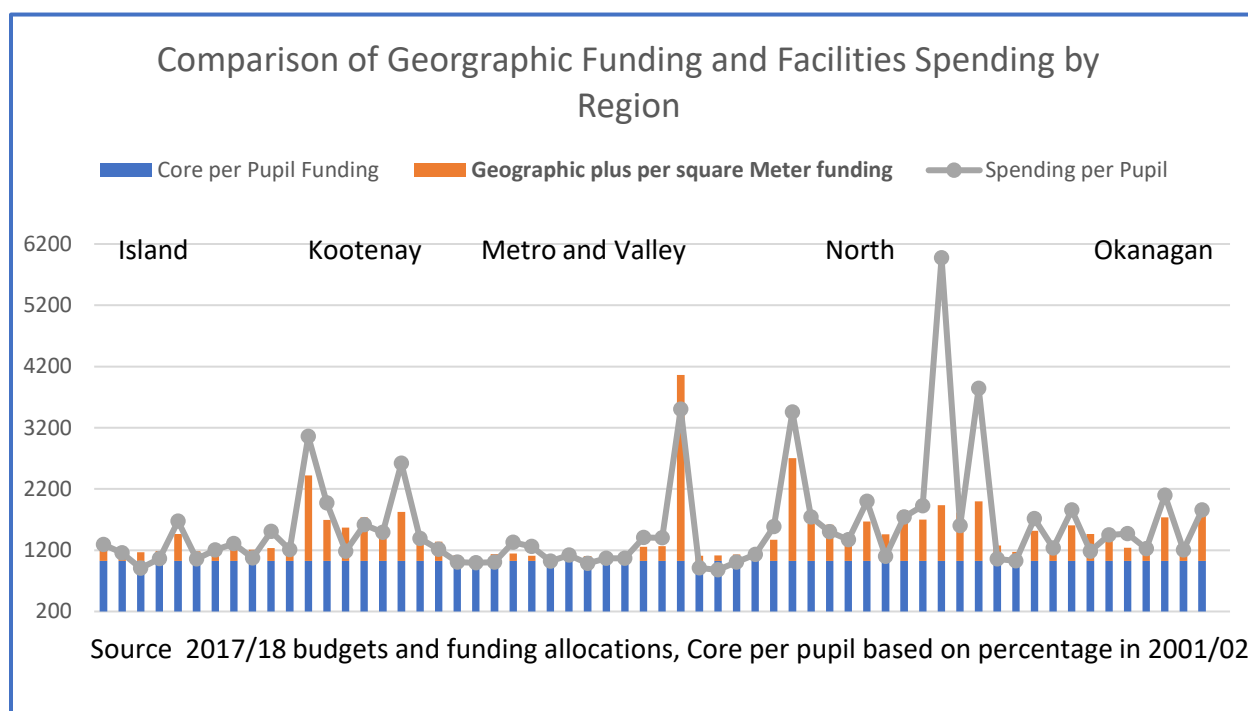 Comparison of Georgraphic Funding and Facilities Spending by
Region
Core per Pupil Funding Geographic plus per square Meter funding Spending per Pupil
Island Kootenay Metro and Valley North Okanagan
6200
5200
4200
3200
2200
1200
200
Source 2017/18 budgets and funding allocations, Core per pupil based on percentage in 2001/02